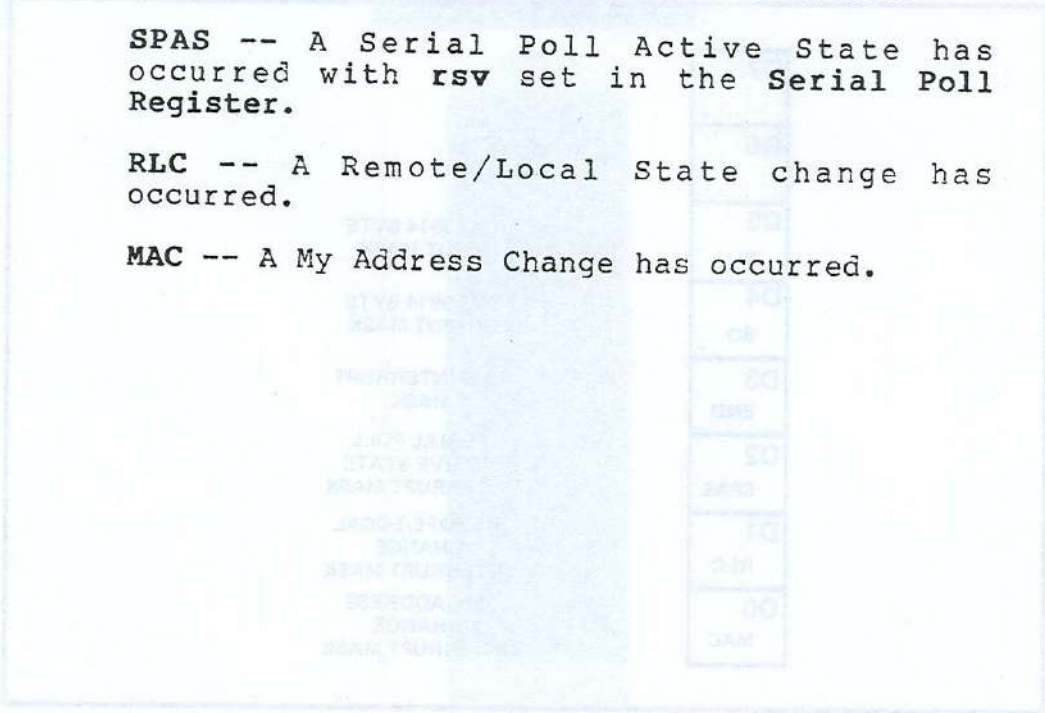 SPAS -- A Serial Poll Active State has
occurred with rsv set in the Serial Poll
Register.
RLC -- A Remote/Local State change has
occurred.
MAC -- A My Address Change has occurred.